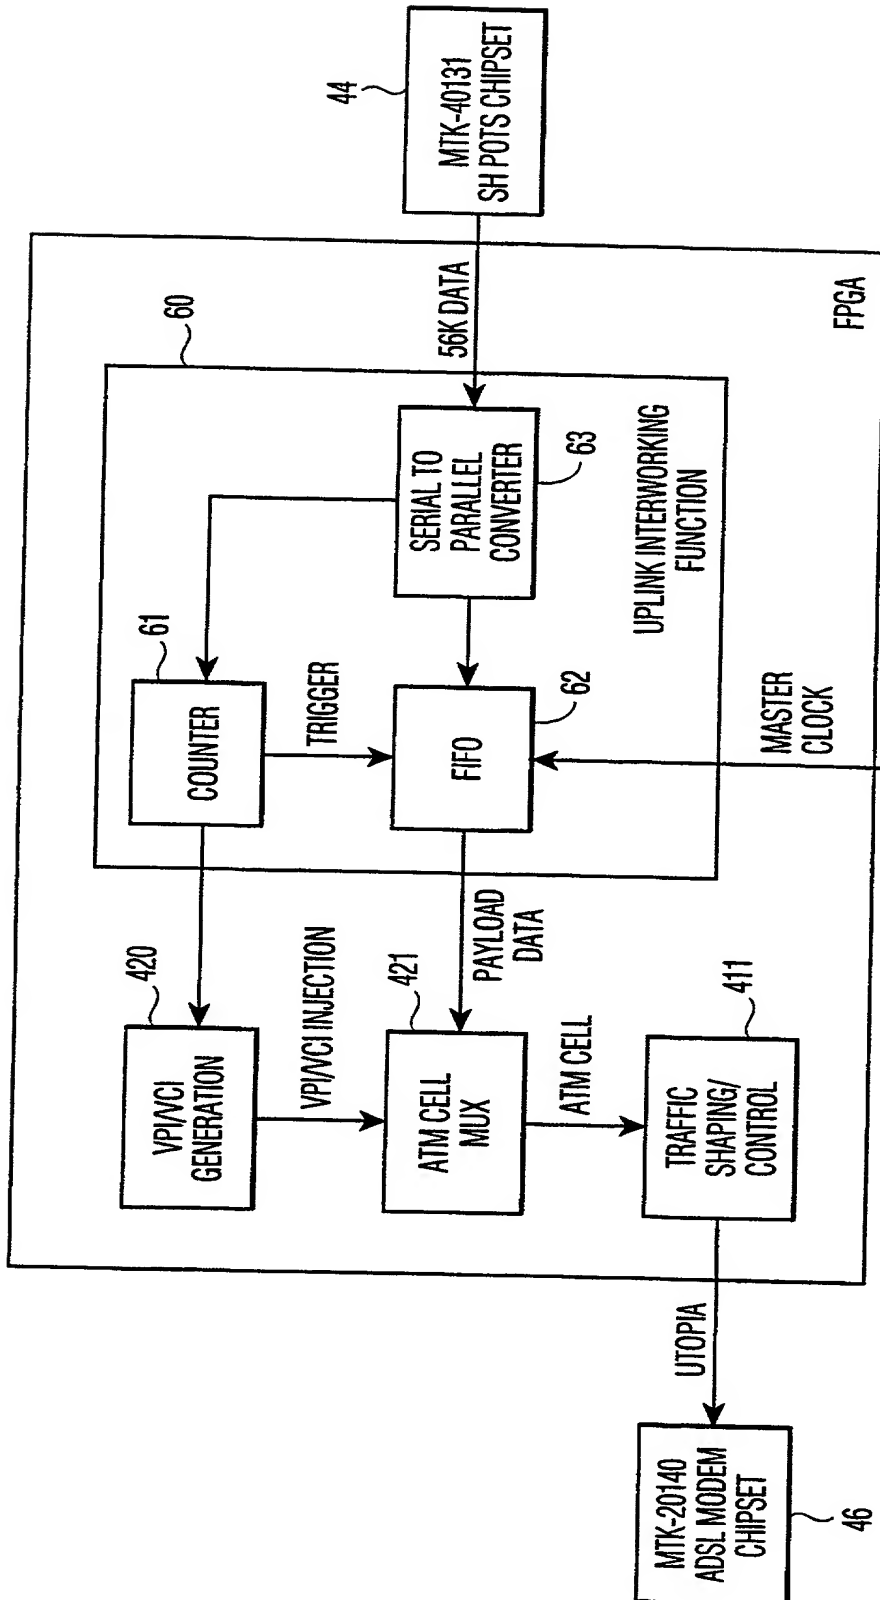 44
MTK-40131
SH POTS CHIPSET
56K DATA
FPGA
60
SERIAL TO
PARALLEL
CONVERTER
63
UPLINK INTERWORKING
FUNCTION
61
COUNTER
TRIGGER
FIFO
62
MASTER
CLOCK
420
VPI/VCI
GENERATION
VPI/VCI INJECTION
421
ATM CELL
MUX
PAYLOAD
DATA
ATM CELL
411
TRAFFIC
SHAPING/
CONTROL
UTOPIA
MTK-20140
ADSL MODEM
CHIPSET
46